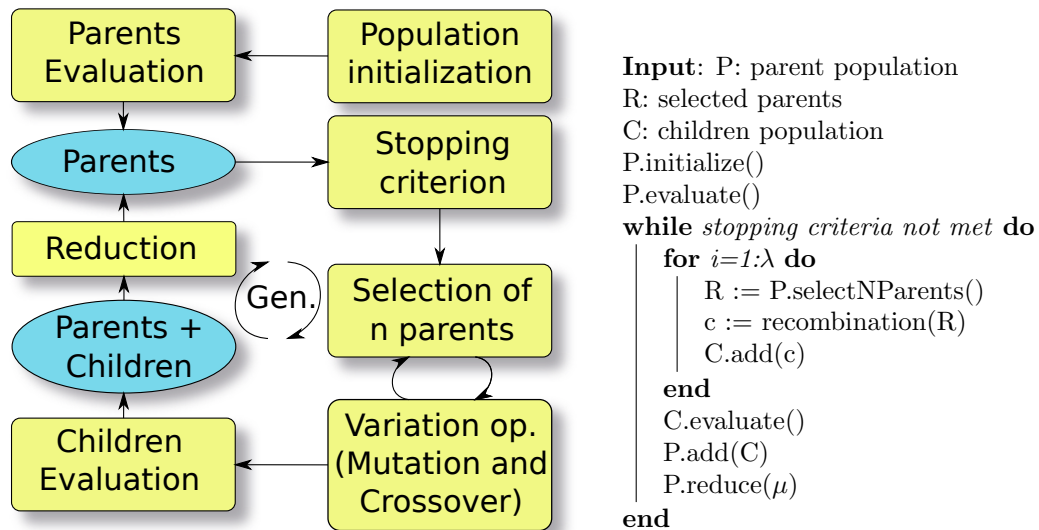 Parents
Evaluation
Population
initialization
Parents
Stopping
criterion
Reduction
Gen.
Selection of
n parents
Parents +
Children
Children
Evaluation
Variation op.
(Mutation and
Crossover)
Input: P: parent population
R: selected parents
C: children population
P.initialize()
P.evaluate()
while stopping criteria not met do
for i=1:λ do
R := P.selectNParents()
c := recombination(R)
C.add(c)
end
C.evaluate()
P.add(C)
P.reduce(μ)
end